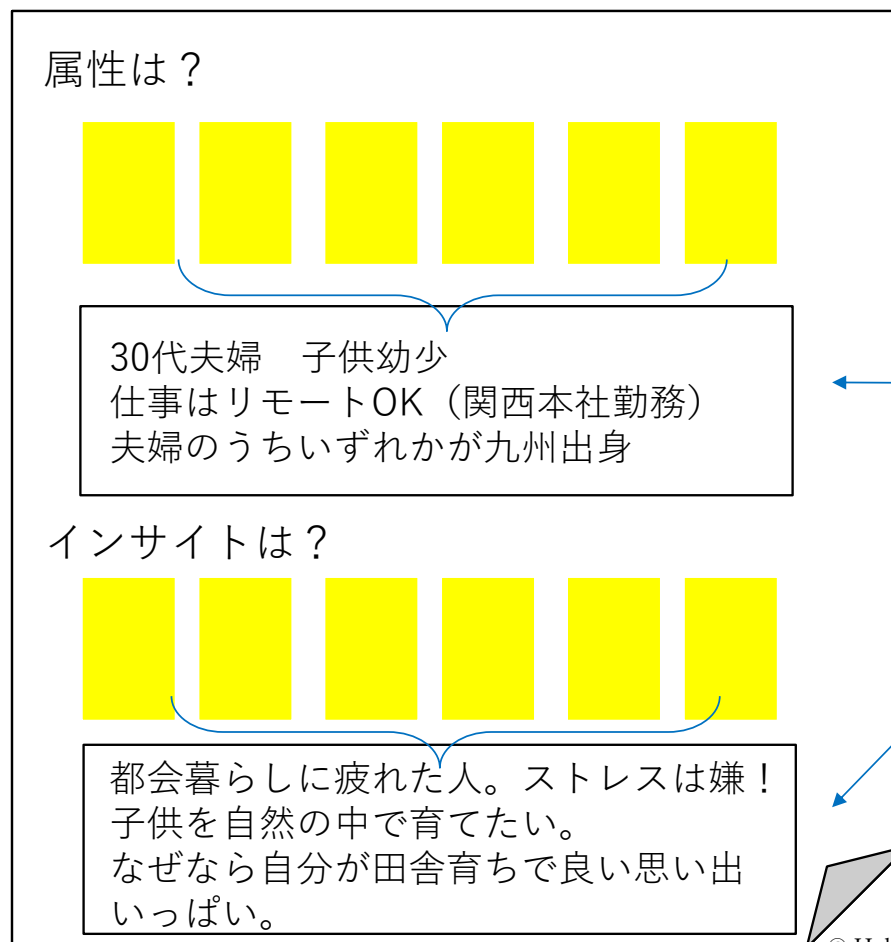 属性は？
30代夫婦　子供幼少
仕事はリモートOK（関西本社勤務）
夫婦のうちいずれかが九州出身
インサイトは？
都会暮らしに疲れた人。ストレスは嫌！
子供を自然の中で育てたい。
なぜなら自分が田舎育ちで良い思い出
いっぱい。